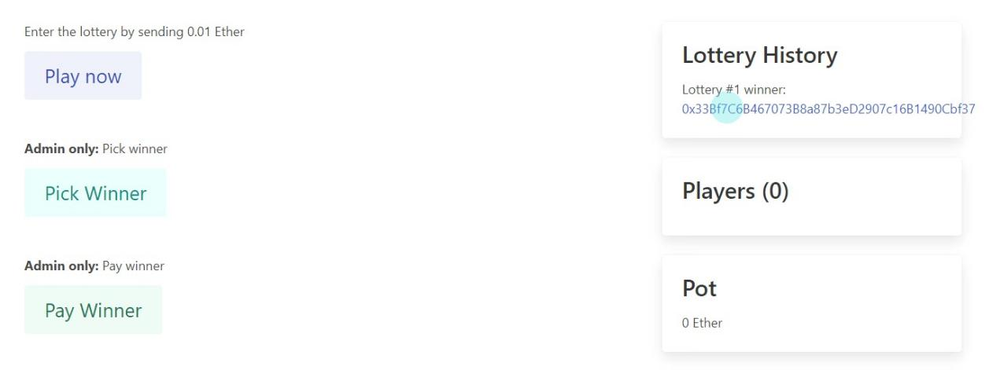 Enter the lottery by sending 0.01 Ether
Play now
Admin only: Pick winner
Pick Winner
Admin only: Pay winner
Pay Winner
Lottery History
Lottery #1 winner:
0x33Bf7C6B467073B8a87b3eD2907c16B1490Cbf37
Players (0)
Pot
0 Ether